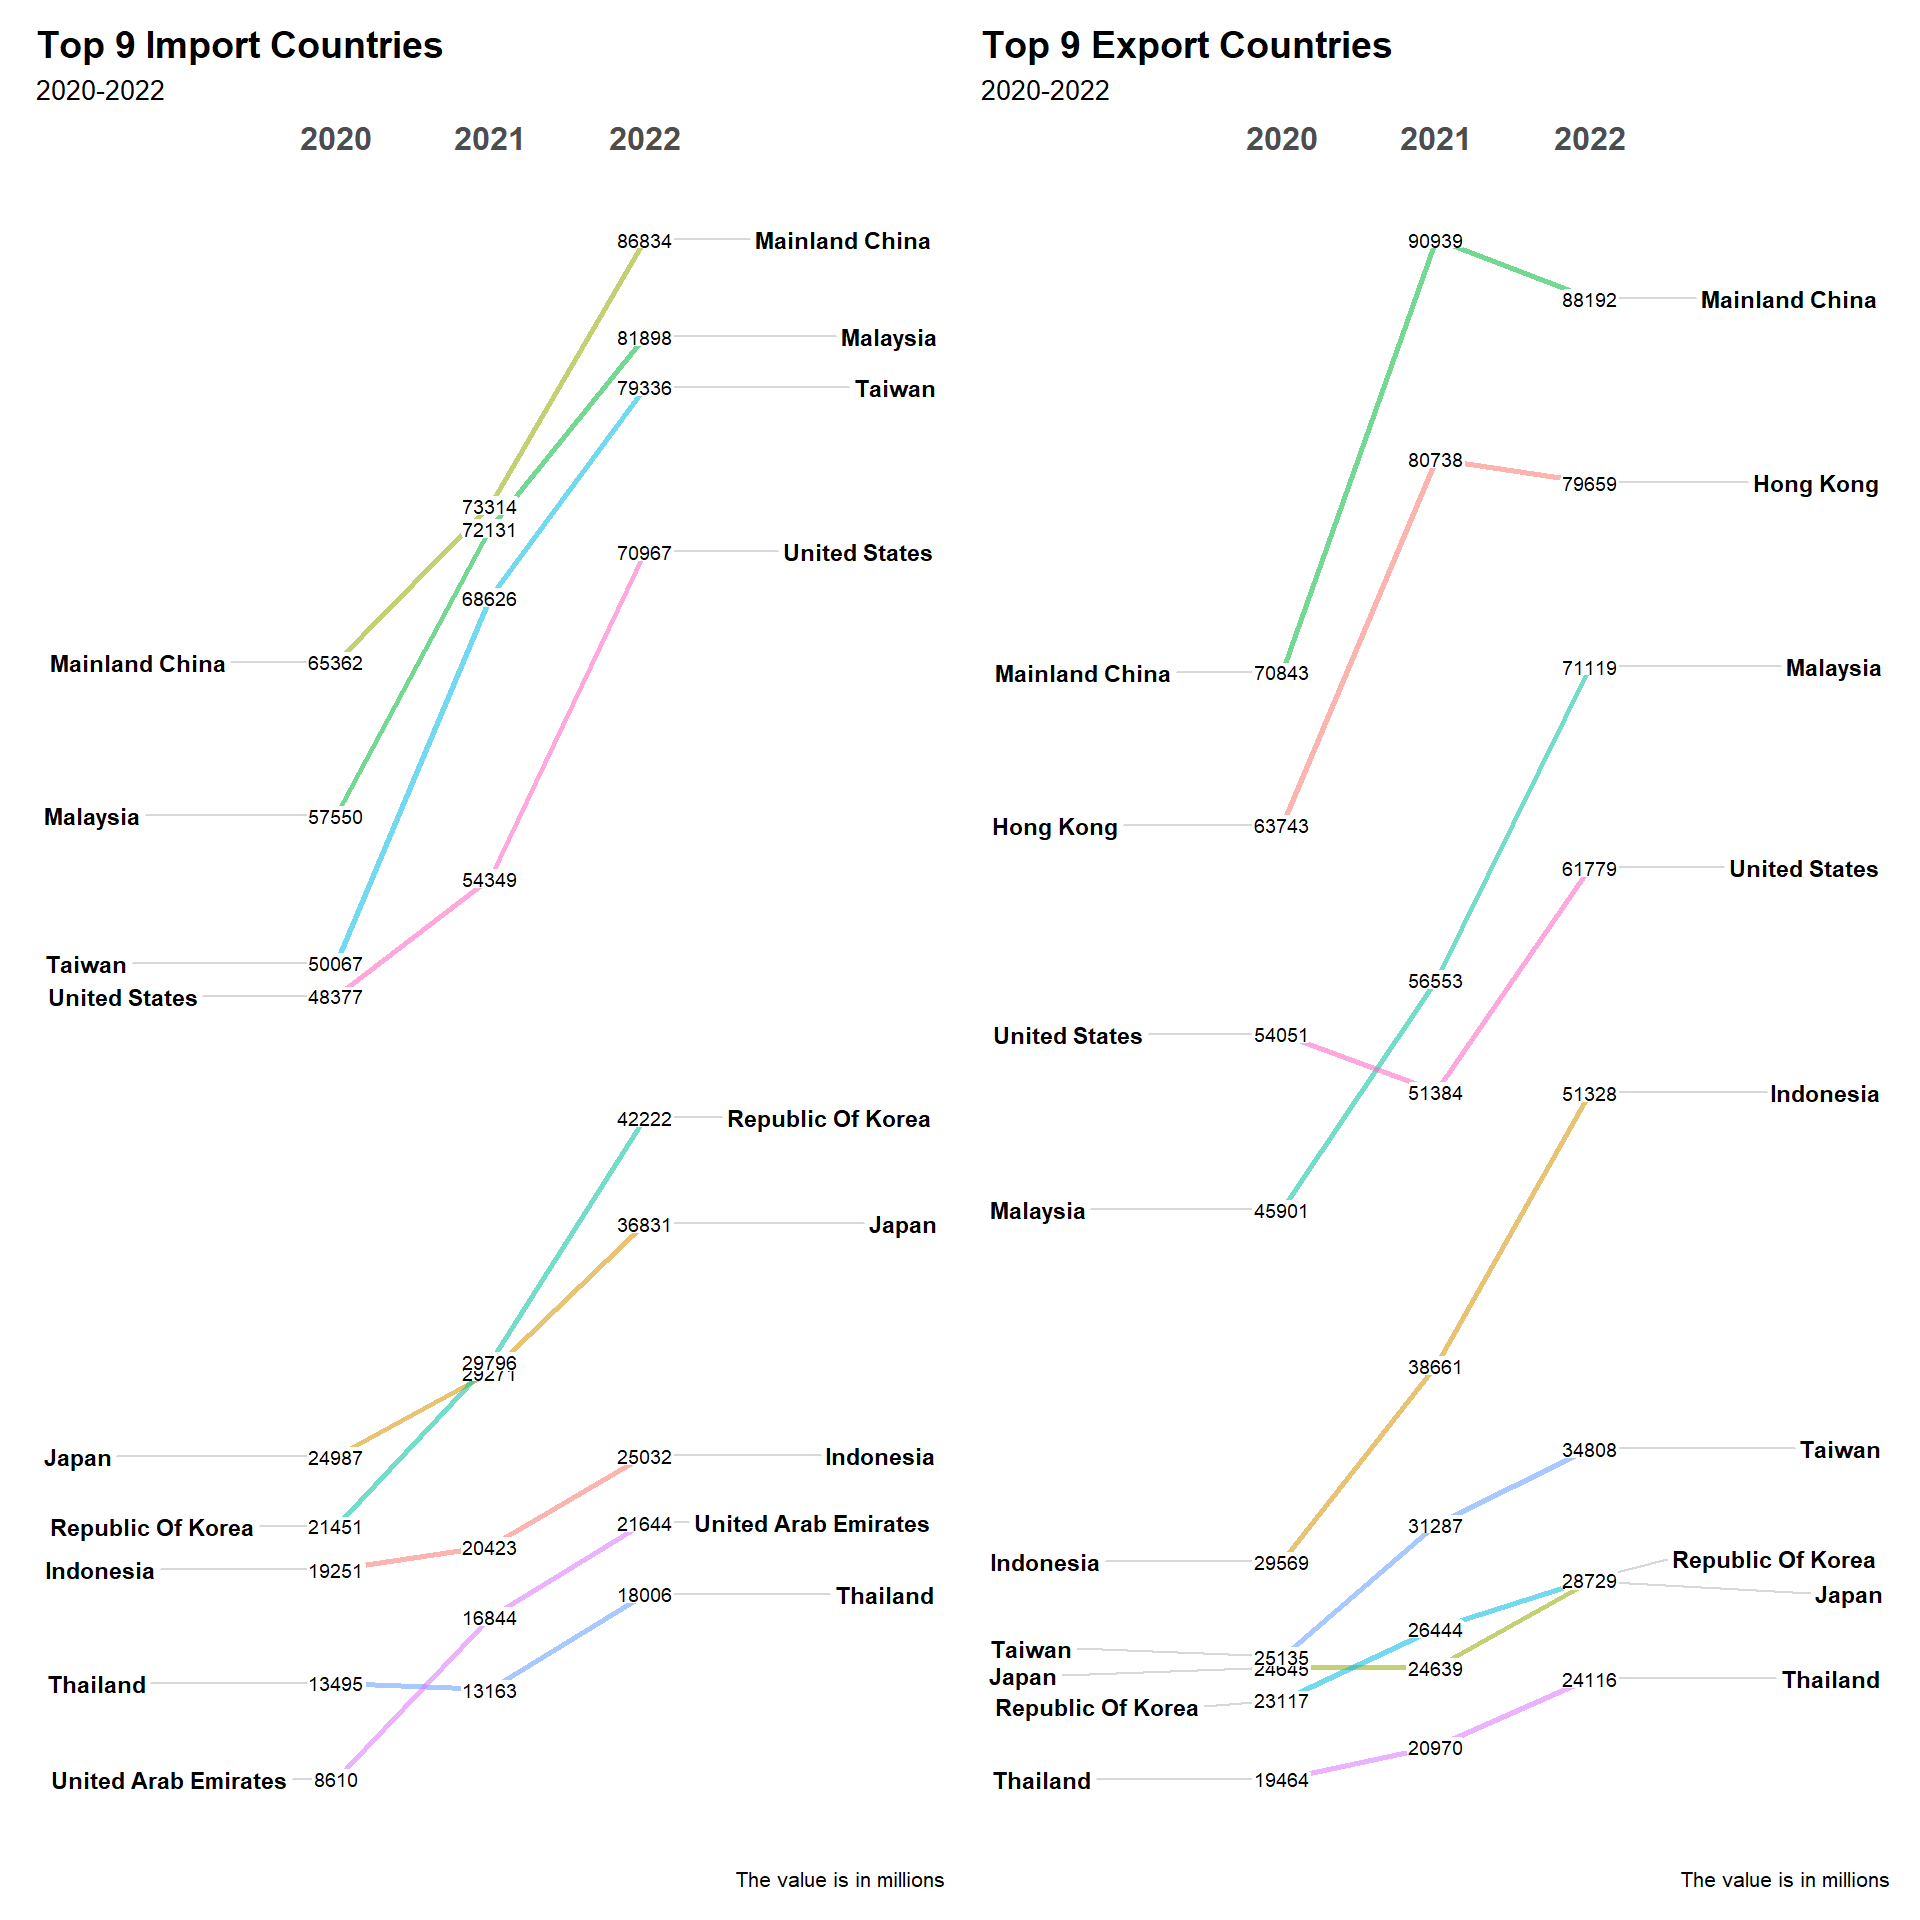 Top 9 Import Countries
2020-2022
2020 2021 2022
86834 Mainland China
81898 Malaysia
79336 Taiwan
73314
72131
70967 United States
68626
Mainland China 65362
Malaysia 57550
54349
Taiwan 50067
United States 48377
42222 Republic Of Korea
36831 Japan
29796
29271
Japan 24987
25032 Indonesia
Republic Of Korea 21451
21644 United Arab Emirates
20423
Indonesia 19251
18006 Thailand
16844
Thailand 13495
13163
United Arab Emirates 8610
The value is in millions
Top 9 Export Countries
2020-2022
2020 2021 2022
90939
88192 Mainland China
80738
79659 Hong Kong
Mainland China 70843
71119 Malaysia
Hong Kong 63743
61779 United States
56553
United States 54051
51384
51328 Indonesia
Malaysia 45901
38661
34808 Taiwan
31287
Indonesia 29569
Republic Of Korea
28729
Japan
26444
Taiwan 25135
Japan 24645
24639
Republic Of Korea 23117
24116 Thailand
20970
Thailand 19464
The value is in millions